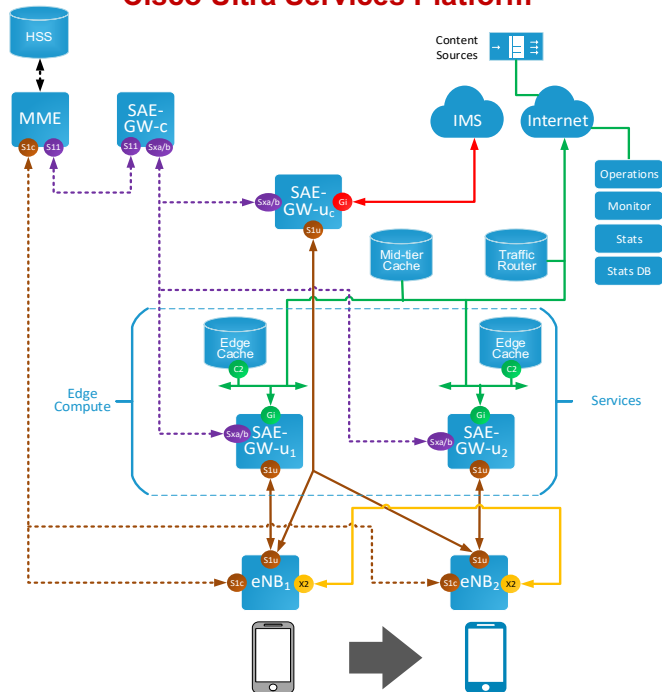 Cisco Ultra Services Platform
HSS
MME
S1c
S11
SAE-
GW-c
S11
Sxa/b
Content
Sources
IMS
Internet
Operations
Monitor
Stats
Stats DB
SAE-
GW-uc
Sxa/b
Gi
S1u
Mid-tier
Cache
Traffic
Router
Edge
Cache
C2
Edge
Cache
C2
Edge
Compute
Services
Gi
Sxa/b
SAE-
GW-u1
S1u
Gi
Sxa/b
SAE-
GW-u2
S1u
S1u
S1c
eNB1
X2
S1u
S1c
eNB2
X2